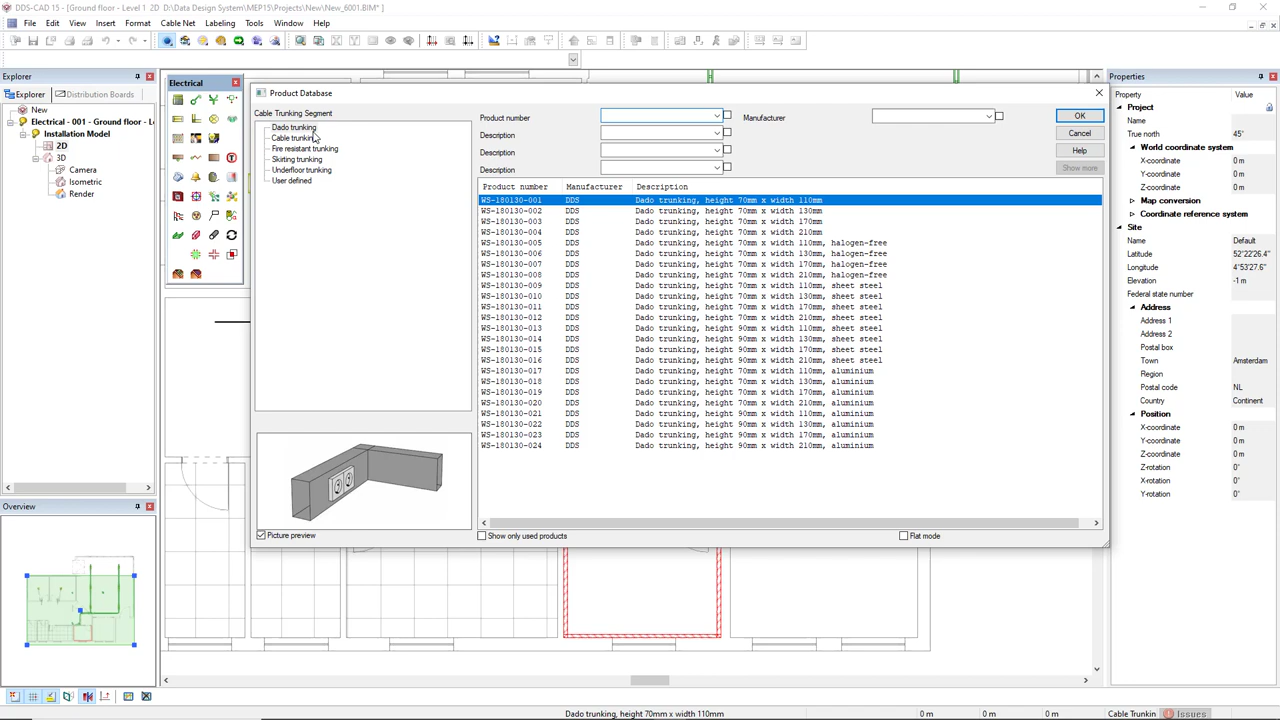 DDS-CAD 15 - [Ground floor - Level 1  2D  D:\Data Design System\MEP15\Projects\New\New_6001.BIM*]
File Edit View Insert Format Cable Net Labeling Tools Window Help
Explorer
Explorer Distribution Boards
New
Electrical - 001 - Ground floor - L
Installation Model
2D
3D
Camera
Isometric
Render
Overview
Electrical
Product Database
Cable Trunking Segment
Dado trunking
Cable trunking
Fire resistant trunking
Skirting trunking
Underfloor trunking
User defined
Picture preview
Product number
Manufacturer
Description
Description
Description
OK
Cancel
Help
Show more
Product number Manufacturer Description
WS-180130-001 DDS Dado trunking, height 70mm x width 110mm
WS-180130-002 DDS Dado trunking, height 70mm x width 130mm
WS-180130-003 DDS Dado trunking, height 70mm x width 170mm
WS-180130-004 DDS Dado trunking, height 70mm x width 210mm
WS-180130-005 DDS Dado trunking, height 70mm x width 110mm, halogen-free
WS-180130-006 DDS Dado trunking, height 70mm x width 130mm, halogen-free
WS-180130-007 DDS Dado trunking, height 70mm x width 170mm, halogen-free
WS-180130-008 DDS Dado trunking, height 70mm x width 210mm, halogen-free
WS-180130-009 DDS Dado trunking, height 70mm x width 110mm, sheet steel
WS-180130-010 DDS Dado trunking, height 70mm x width 130mm, sheet steel
WS-180130-011 DDS Dado trunking, height 70mm x width 170mm, sheet steel
WS-180130-012 DDS Dado trunking, height 70mm x width 210mm, sheet steel
WS-180130-013 DDS Dado trunking, height 90mm x width 110mm, sheet steel
WS-180130-014 DDS Dado trunking, height 90mm x width 130mm, sheet steel
WS-180130-015 DDS Dado trunking, height 90mm x width 170mm, sheet steel
WS-180130-016 DDS Dado trunking, height 90mm x width 210mm, sheet steel
WS-180130-017 DDS Dado trunking, height 70mm x width 110mm, aluminium
WS-180130-018 DDS Dado trunking, height 70mm x width 130mm, aluminium
WS-180130-019 DDS Dado trunking, height 70mm x width 170mm, aluminium
WS-180130-020 DDS Dado trunking, height 70mm x width 210mm, aluminium
WS-180130-021 DDS Dado trunking, height 90mm x width 110mm, aluminium
WS-180130-022 DDS Dado trunking, height 90mm x width 130mm, aluminium
WS-180130-023 DDS Dado trunking, height 90mm x width 170mm, aluminium
WS-180130-024 DDS Dado trunking, height 90mm x width 210mm, aluminium
Show only used products
Flat mode
Properties
Property Value
Project
Name
True north 45°
World coordinate system
X-coordinate 0 m
Y-coordinate 0 m
Z-coordinate 0 m
Map conversion
Coordinate reference system
Site
Name Default
Latitude 52°22'26.4"
Longitude 4°53'27.6"
Elevation -1 m
Federal state number
Address
Address 1
Address 2
Postal box
Town Amsterdam
Region
Postal code NL
Country Continent
Position
X-coordinate 0 m
Y-coordinate 0 m
Z-coordinate 0 m
Z-rotation 0°
X-rotation 0°
Y-rotation 0°
Dado trunking, height 70mm x width 110mm 0 m 0 m 0 m Cable Trunkin Issues